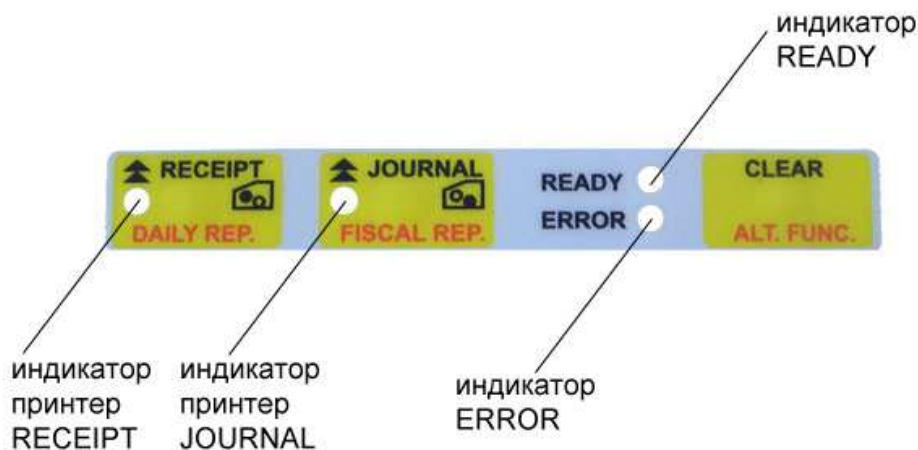 индикатор
READY
RECEIPT
DAILY REP.
JOURNAL
FISCAL REP.
READY
ERROR
CLEAR
ALT. FUNC.
индикатор
принтер
RECEIPT
индикатор
принтер
JOURNAL
индикатор
ERROR